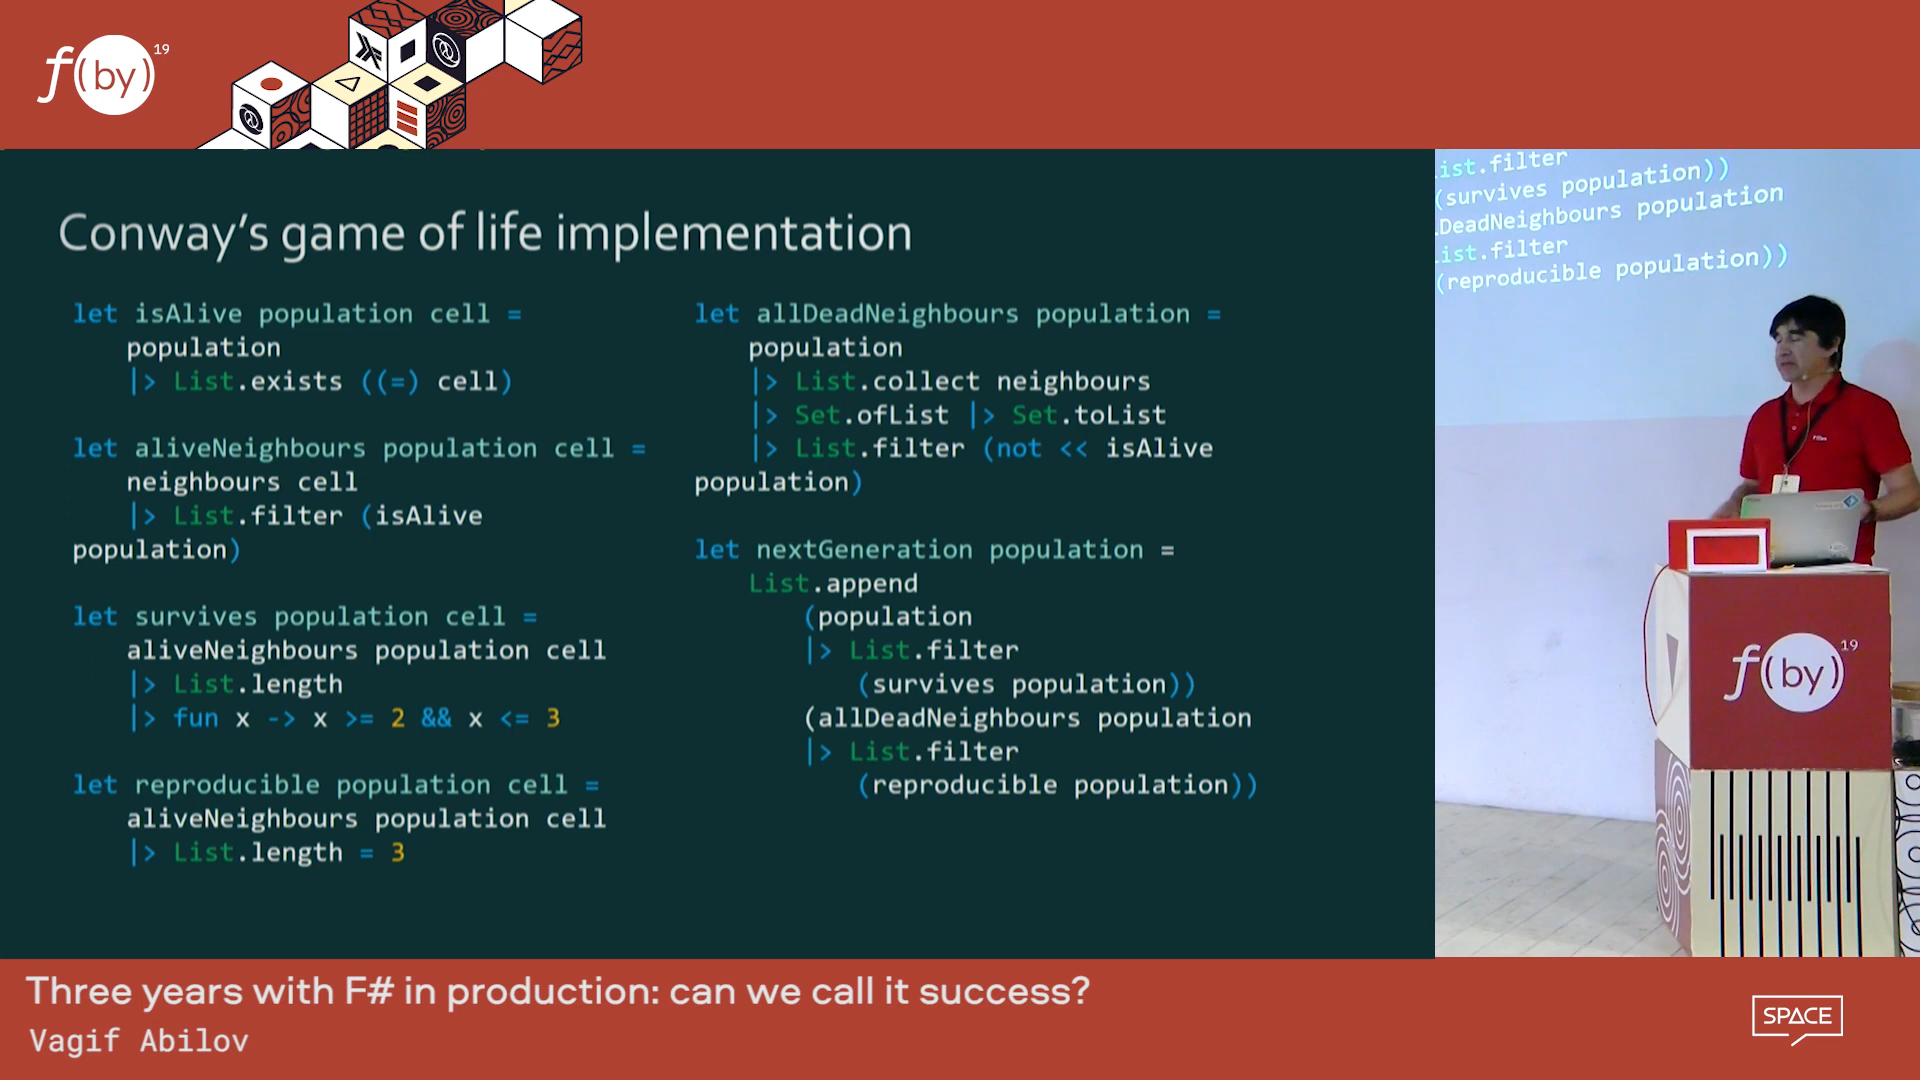 f(by) 19
Conway's game of life implementation
let isAlive population cell =
population
|> List.exists ((=) cell)
let aliveNeighbours population cell =
neighbours cell
|> List.filter (isAlive
population)
let survives population cell =
aliveNeighbours population cell
|> List.length
|> fun x -> x >= 2 && x <= 3
let reproducible population cell =
aliveNeighbours population cell
|> List.length = 3
let allDeadNeighbours population =
population
|> List.collect neighbours
|> Set.ofList |> Set.toList
|> List.filter (not << isAlive
population)
let nextGeneration population =
List.append
(population
|> List.filter
(survives population))
(allDeadNeighbours population
|> List.filter
(reproducible population))
ist.filter
(survives population))
DeadNeighbours population
ist.filter
(reproducible population))
f(by) 19
Three years with F# in production: can we call it success?
Vagif Abilov
SPACE